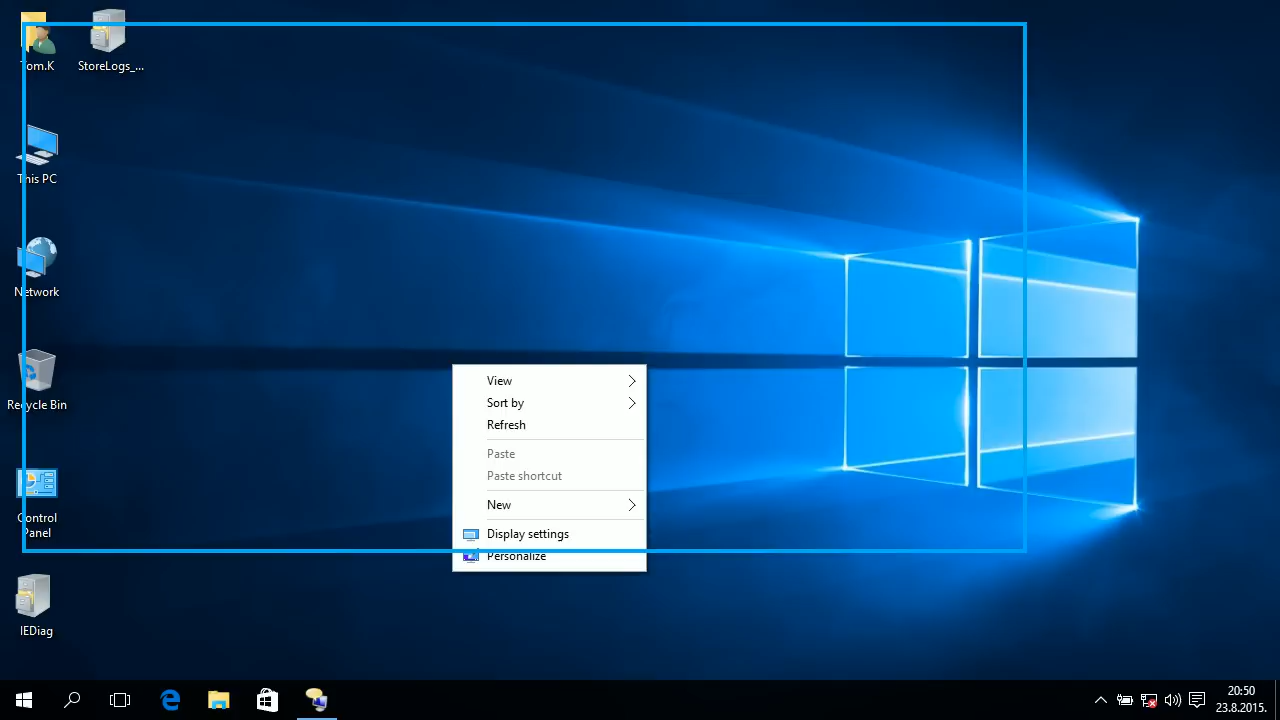 Tom.K
StoreLogs_...
This PC
Network
Recycle Bin
Control
Panel
IEDiag
View
Sort by
Refresh
Paste
Paste shortcut
New
Display settings
Personalize
20:50
23.8.2015.